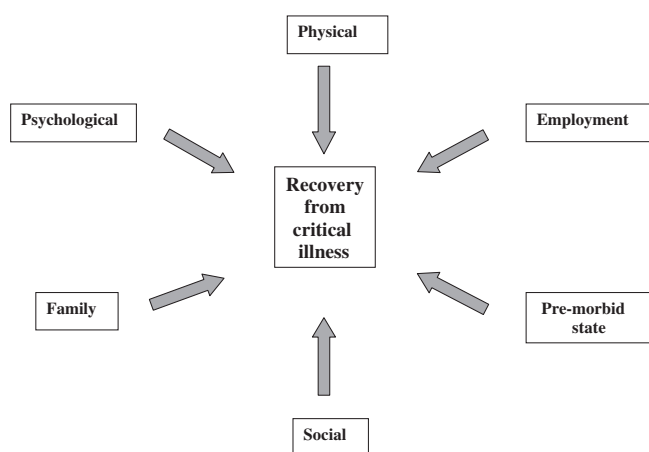 Physical
Psychological
Employment
Recovery
from
critical
illness
Family
Pre-morbid
state
Social